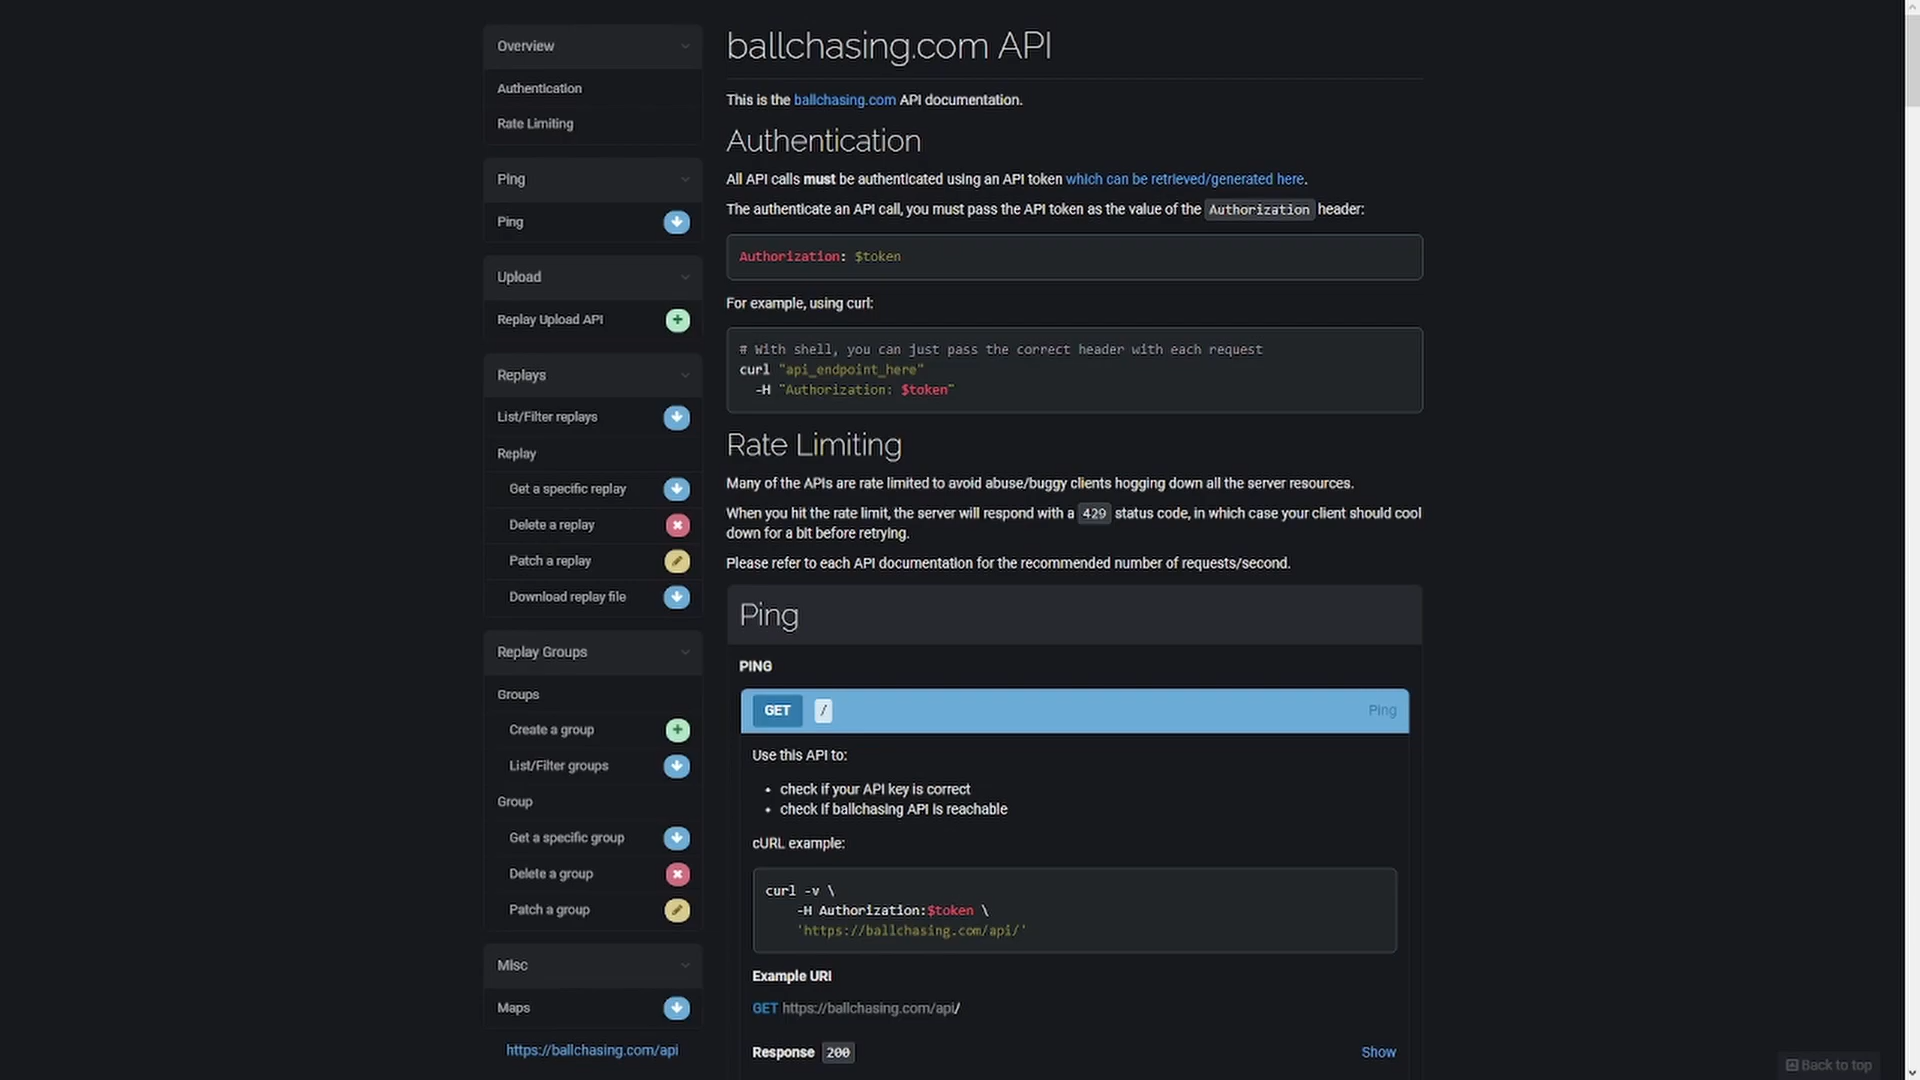 Overview
Authentication
Rate Limiting
Ping
Ping
Upload
Replay Upload API
Replays
List/Filter replays
Replay
Get a specific replay
Delete a replay
Patch a replay
Download replay file
Replay Groups
Groups
Create a group
List/Filter groups
Group
Get a specific group
Delete a group
Patch a group
Misc
Maps
https://ballchasing.com/api
ballchasing.com API
This is the ballchasing.com API documentation.
Authentication
All API calls must be authenticated using an API token which can be retrieved/generated here.
The authenticate an API call, you must pass the API token as the value of the Authorization header:
Authorization: $token
For example, using curl:
# With shell, you can just pass the correct header with each request
curl "api_endpoint_here"
-H "Authorization: $token"
Rate Limiting
Many of the APIs are rate limited to avoid abuse/buggy clients hogging down all the server resources.
When you hit the rate limit, the server will respond with a 429 status code, in which case your client should cool
down for a bit before retrying.
Please refer to each API documentation for the recommended number of requests/second.
Ping
PING
GET / Ping
Use this API to:
• check if your API key is correct
• check if ballchasing API is reachable
cURL example:
curl -v \
-H Authorization:$token \
'https://ballchasing.com/api/'
Example URI
GET https://ballchasing.com/api/
Response 200 Show
Back to top